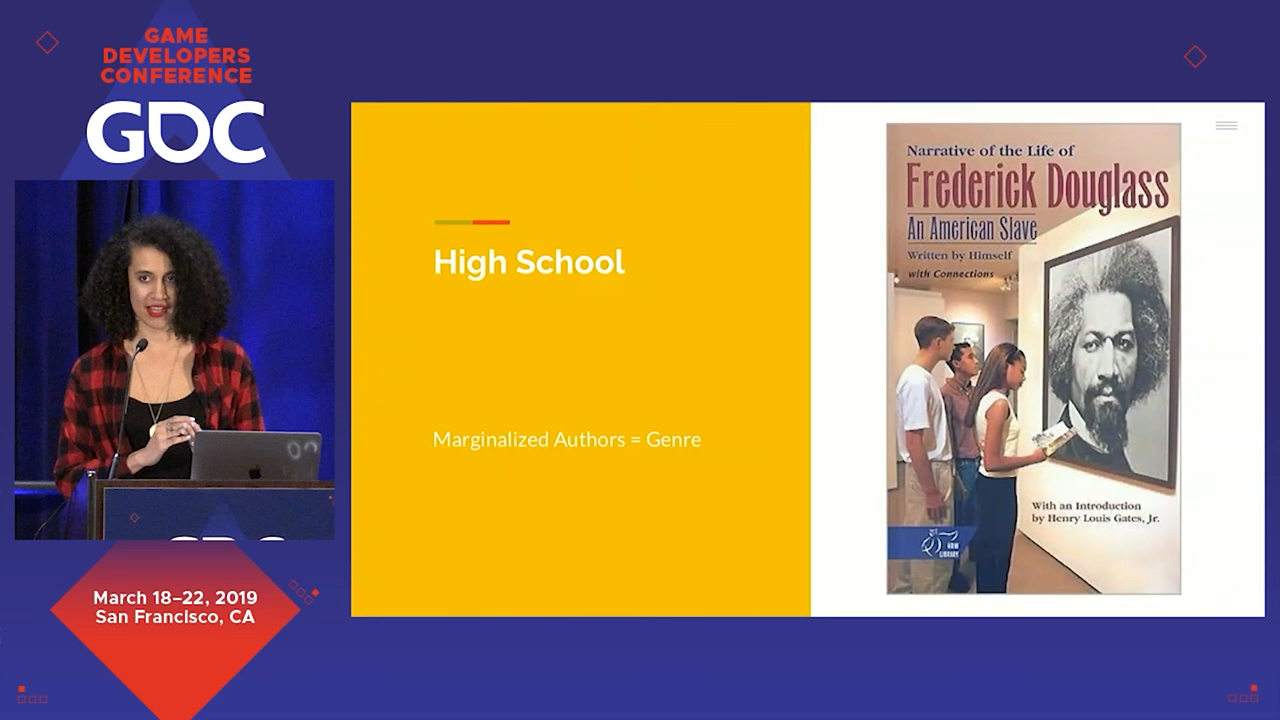 GAME
DEVELOPERS
CONFERENCE
GDC
March 18–22, 2019
San Francisco, CA
High School
Marginalized Authors = Genre
Narrative of the Life of
Frederick Douglass
An American Slave
Written by Himself
with Connections
With an Introduction
by Henry Louis Gates, Jr.
HRW
LIBRARY